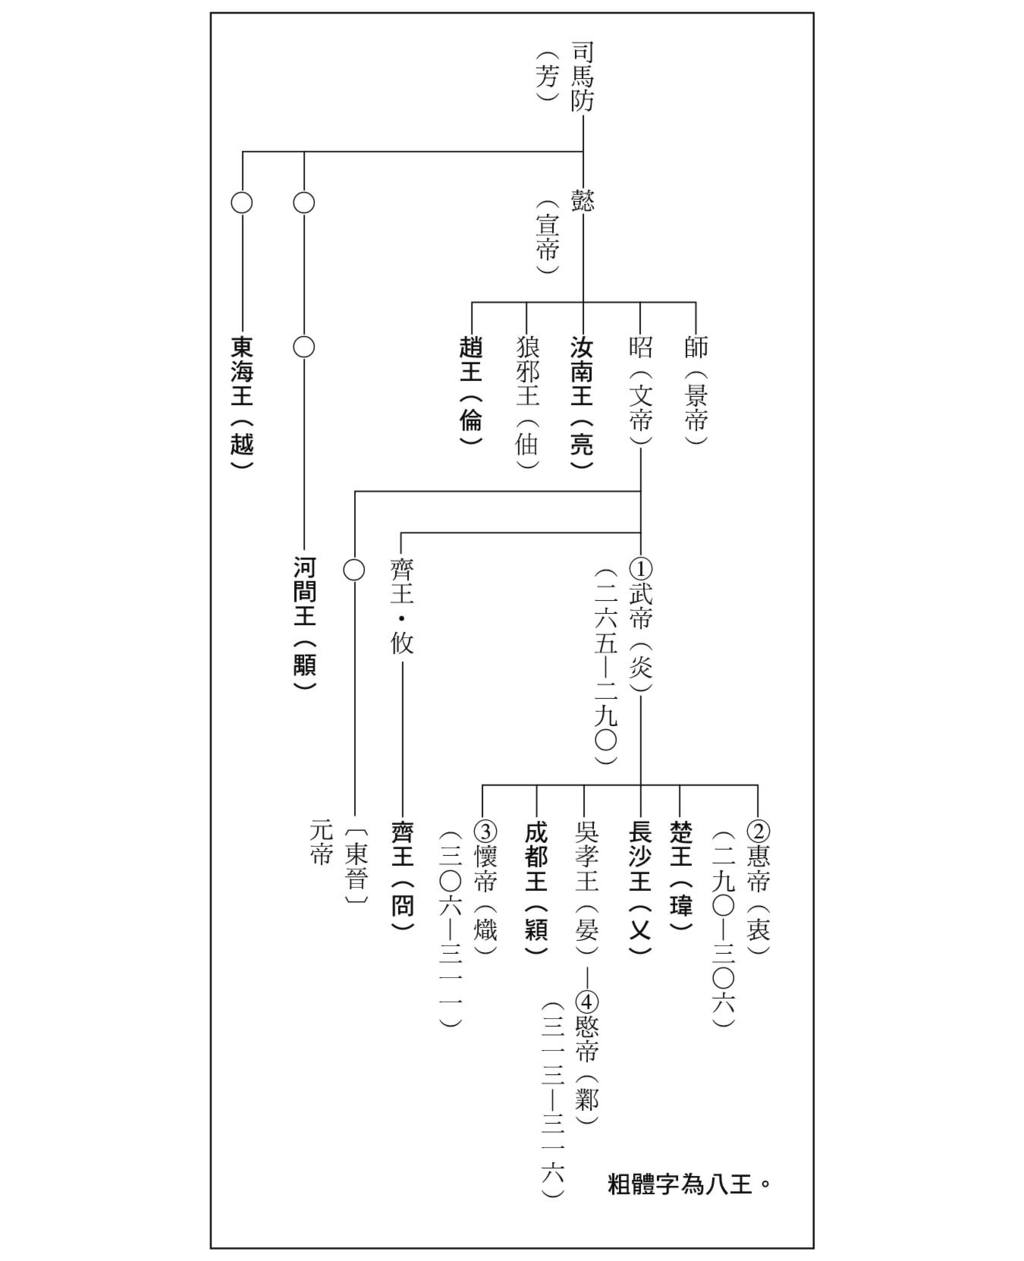 司馬防
（芳）
懿
（宣帝）
師（景帝）
昭（文帝）
汝南王（亮）
狼邪王（伷）
趙王（倫）
東海王（越）
①武帝（炎）
（二六五—二九〇）
齊王・攸
河間王（顒）
②惠帝（衷）
（二九〇—三〇六）
楚王（瑋）
長沙王（乂）
吳孝王（晏）
④愍帝（鄴）
（三一三—三一六）
成都王（穎）
③懷帝（熾）
（三〇六—三一一）
齊王（冏）
〔東晉〕
元帝
粗體字為八王。